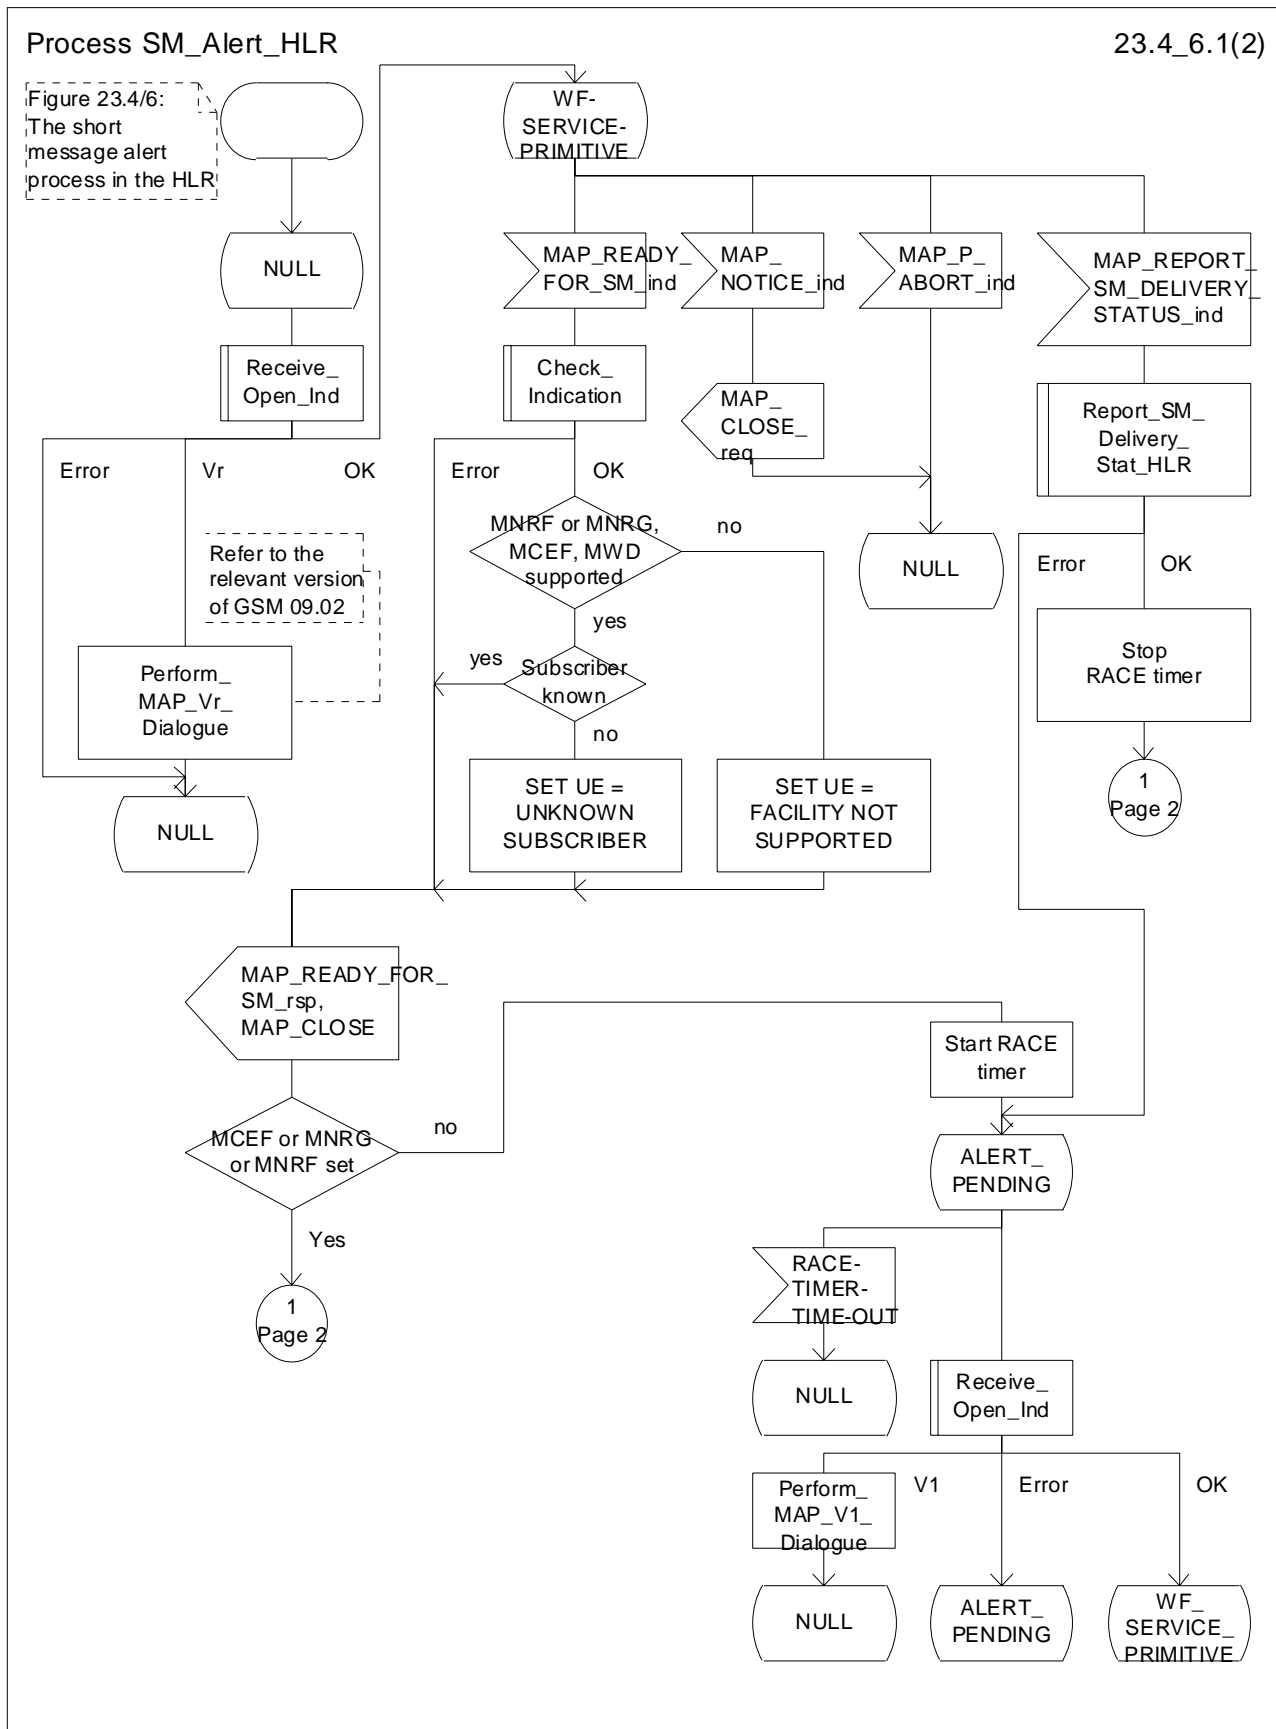 Process SM_Alert_HLR
23.4_6.1(2)
Figure 23.4/6:
The short
message alert
process in the HLR
WF-
SERVICE-
PRIMITIVE
NULL
MAP_READY_
FOR_SM_ind
MAP_
NOTICE_ind
MAP_P_
ABORT_ind
MAP_REPORT_
SM_DELIVERY_
STATUS_ind
Receive_
Open_Ind
Check_
Indication
MAP_
CLOSE_
req
Report_SM_
Delivery_
Stat_HLR
Error
Vr
OK
Error
OK
MNRF or MNRG,
MCEF, MWD
supported
no
yes
NULL
Error
OK
Refer to the
relevant version
of GSM 09.02
Perform_
MAP_Vr_
Dialogue
yes
Subscriber
known
no
Stop
RACE timer
NULL
SET UE =
UNKNOWN
SUBSCRIBER
SET UE =
FACILITY NOT
SUPPORTED
1
Page 2
MAP_READY_FOR_
SM_rsp,
MAP_CLOSE
Start RACE
timer
MCEF or MNRG
or MNRF set
no
Yes
ALERT_
PENDING
1
Page 2
RACE-
TIMER-
TIME-OUT
NULL
Receive_
Open_Ind
Perform_
MAP_V1_
Dialogue
V1
Error
OK
NULL
ALERT_
PENDING
WF_
SERVICE_
PRIMITIVE